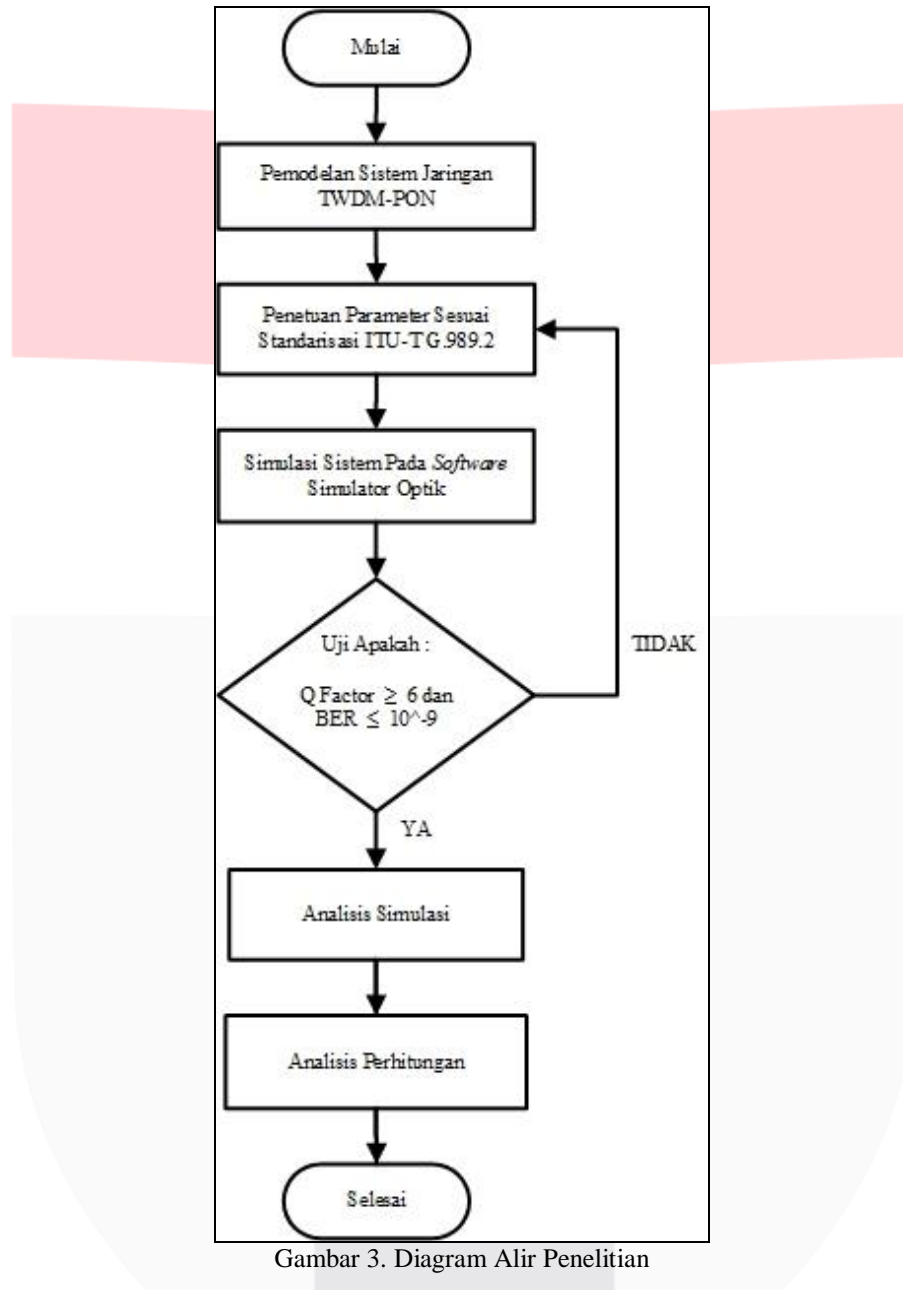 Mulai
Pemodelan Sistem Jaringan
TWDM-PON
Penetuan Parameter Sesuai
Standarisasi ITU-T G.989.2
Simulasi Sistem Pada Software
Simulator Optik
Uji Apakah :
Q Factor ≥ 6 dan
BER ≤ 10^-9
TIDAK
YA
Analisis Simulasi
Analisis Perhitungan
Selesai
Gambar 3. Diagram Alir Penelitian